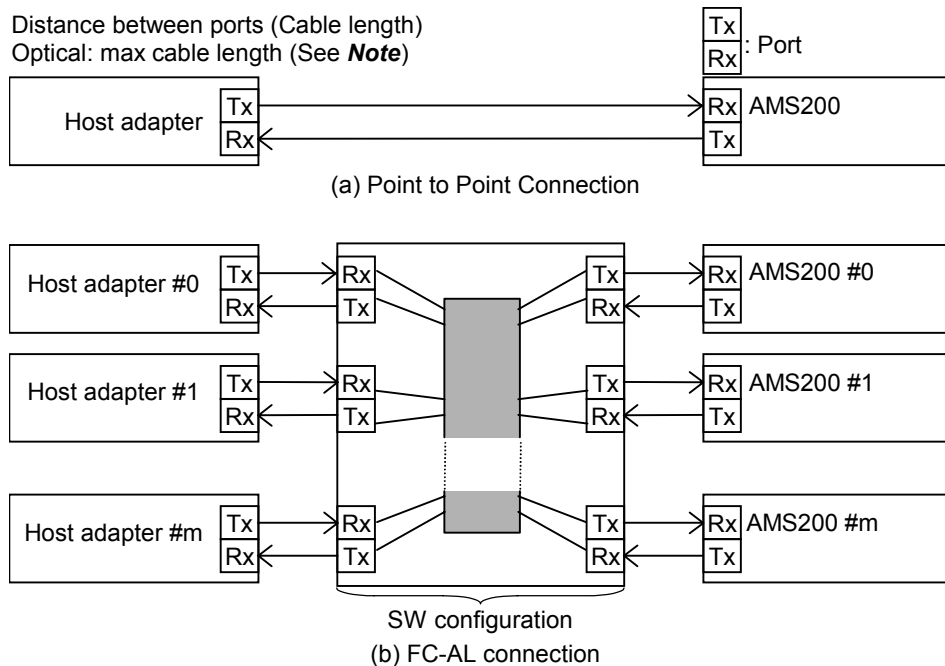 Distance between ports (Cable length)
Optical: max cable length (See Note)
Tx
Rx
: Port
Host adapter
Tx
Rx
Rx
Tx
AMS200
(a) Point to Point Connection
Host adapter #0
Tx
Rx
Rx
Tx
Tx
Rx
Rx
Tx
AMS200 #0
Host adapter #1
Tx
Rx
Rx
Tx
Tx
Rx
Rx
Tx
AMS200 #1
Host adapter #m
Tx
Rx
Rx
Tx
Tx
Rx
Rx
Tx
AMS200 #m
SW configuration
(b) FC-AL connection